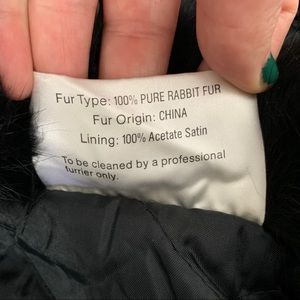 Fur Type: 100% PURE RABBIT FUR
Fur Origin: CHINA
Lining: 100% Acetate Satin
To be cleaned by a professional
furrier only.